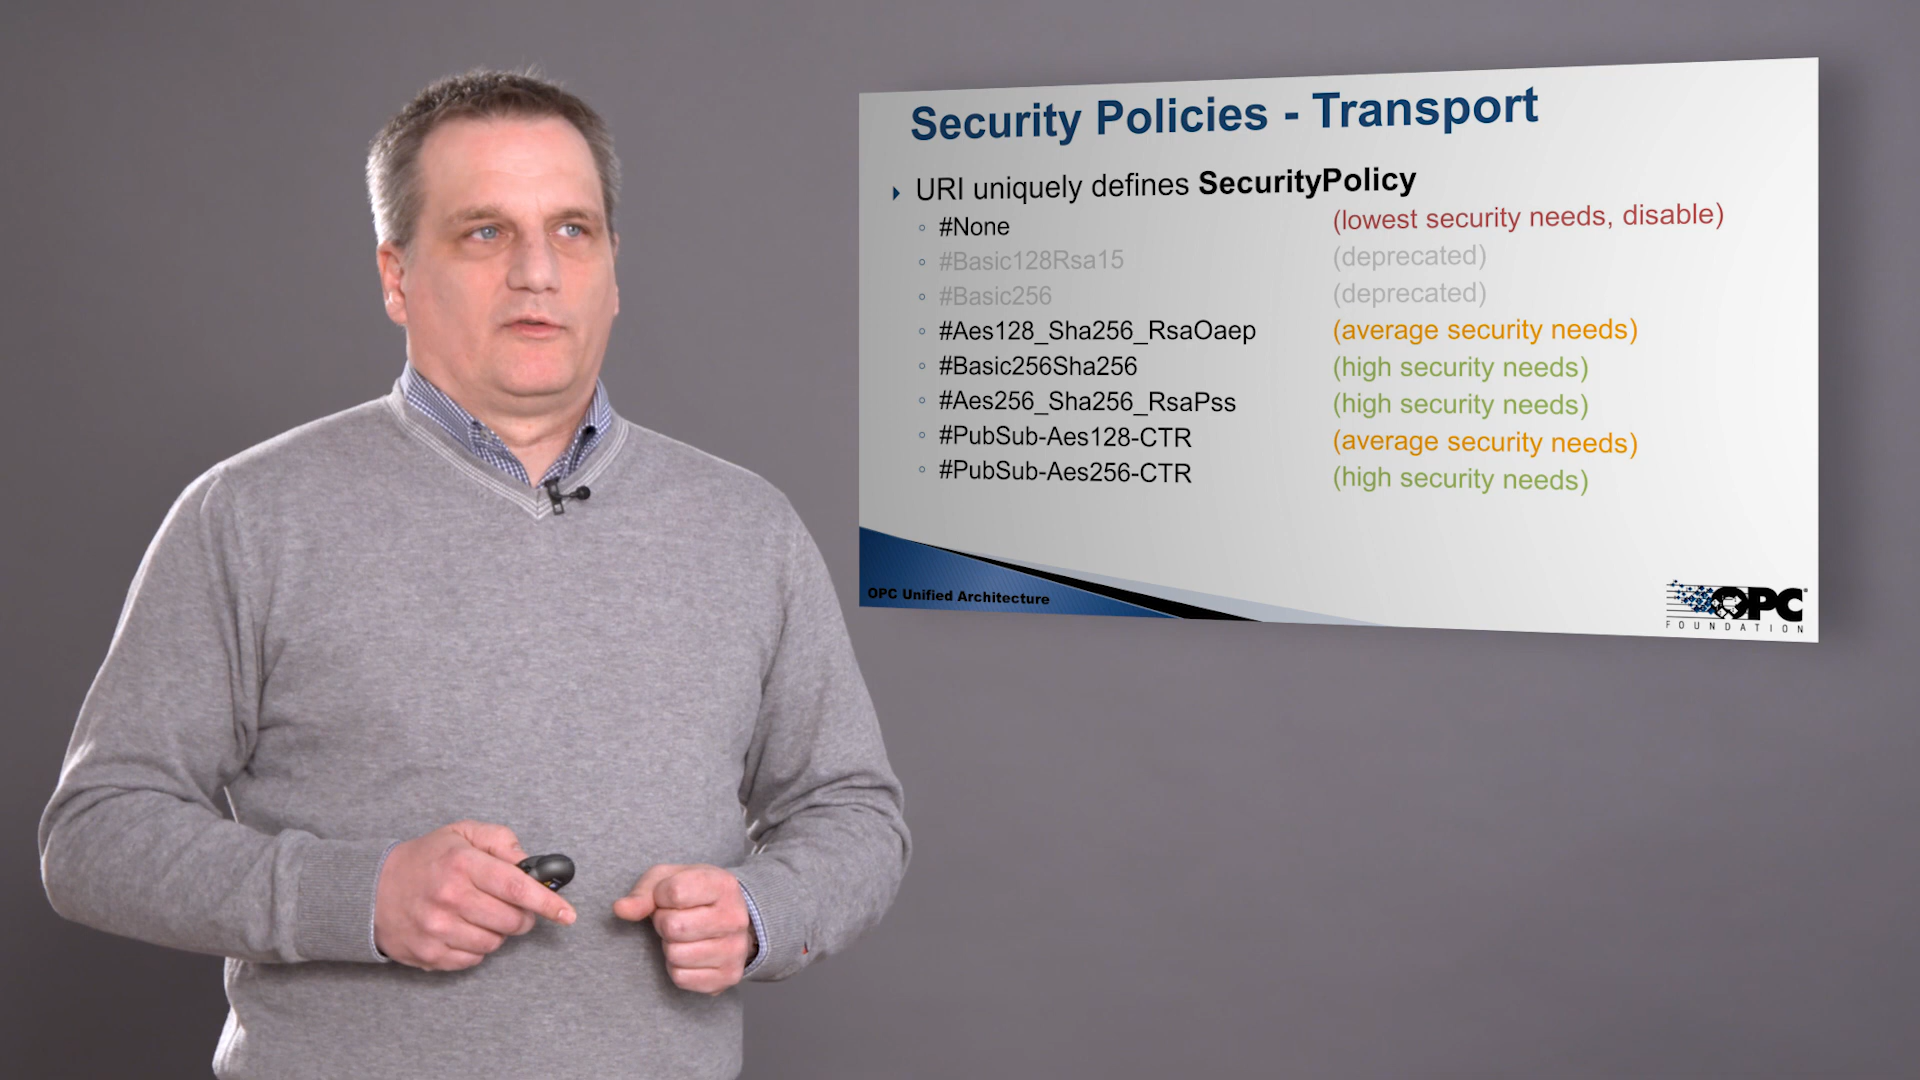 Security Policies - Transport
URI uniquely defines SecurityPolicy
#None (lowest security needs, disable)
#Basic128Rsa15 (deprecated)
#Basic256 (deprecated)
#Aes128_Sha256_RsaOaep (average security needs)
#Basic256Sha256 (high security needs)
#Aes256_Sha256_RsaPss (high security needs)
#PubSub-Aes128-CTR (average security needs)
#PubSub-Aes256-CTR (high security needs)
OPC Unified Architecture
OPC
FOUNDATION